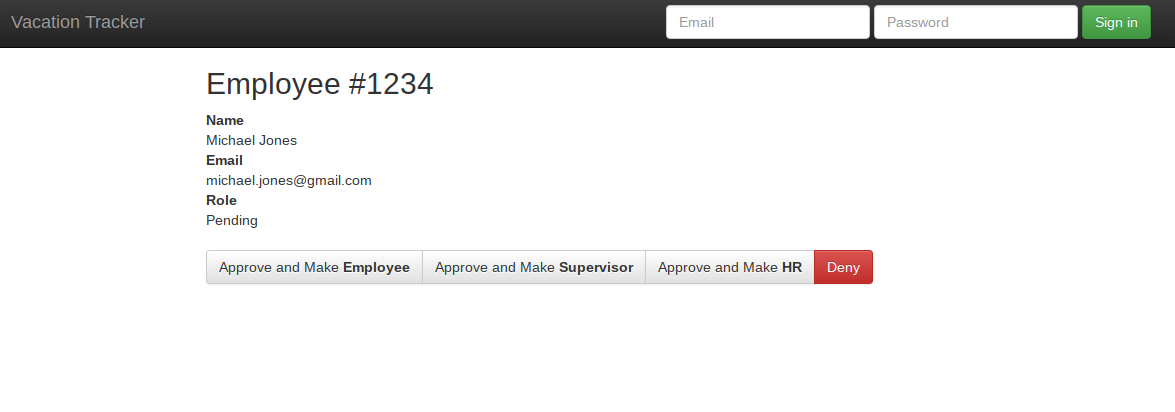 Vacation Tracker Email Password Sign in
Employee #1234
Name
Michael Jones
Email
michael.jones@gmail.com
Role
Pending
Approve and Make Employee Approve and Make Supervisor Approve and Make HR Deny